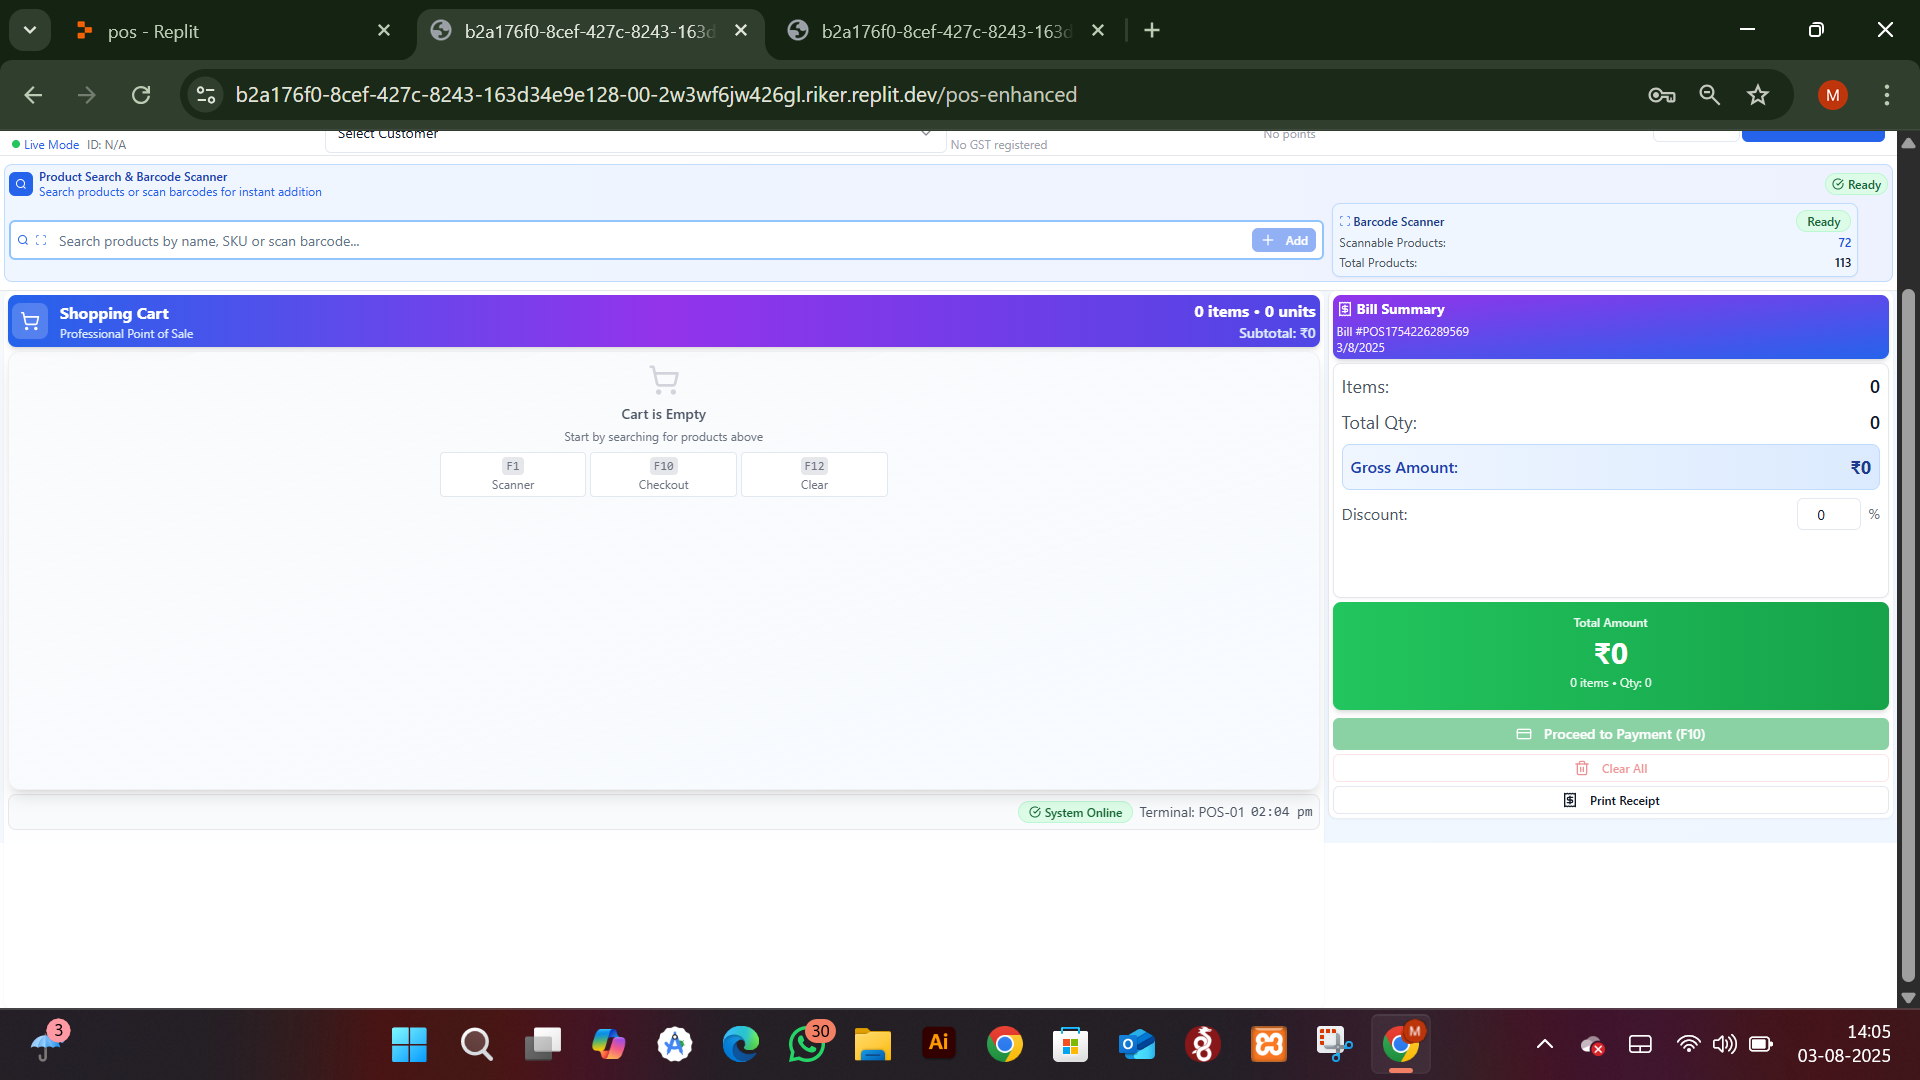 pos - Replit
b2a176f0-8cef-427c-8243-163d
b2a176f0-8cef-427c-8243-163d
b2a176f0-8cef-427c-8243-163d34e9e128-00-2w3wf6jw426gl.riker.replit.dev/pos-enhanced
M
Select Customer
No points
Live Mode ID: N/A
No GST registered
Product Search & Barcode Scanner
Search products or scan barcodes for instant addition
Ready
Search products by name, SKU or scan barcode...
Add
Barcode Scanner
Ready
Scannable Products:
72
Total Products:
113
Shopping Cart
Professional Point of Sale
0 items • 0 units
Subtotal: ₹0
Bill Summary
Bill #POS1754226289569
3/8/2025
Cart is Empty
Start by searching for products above
F1
Scanner
F10
Checkout
F12
Clear
Items:
0
Total Qty:
0
Gross Amount:
₹0
Discount:
0
%
Total Amount
₹0
0 items • Qty: 0
Proceed to Payment (F10)
Clear All
Print Receipt
System Online
Terminal: POS-01
02:04 pm
3
30
Ai
M
14:05
03-08-2025